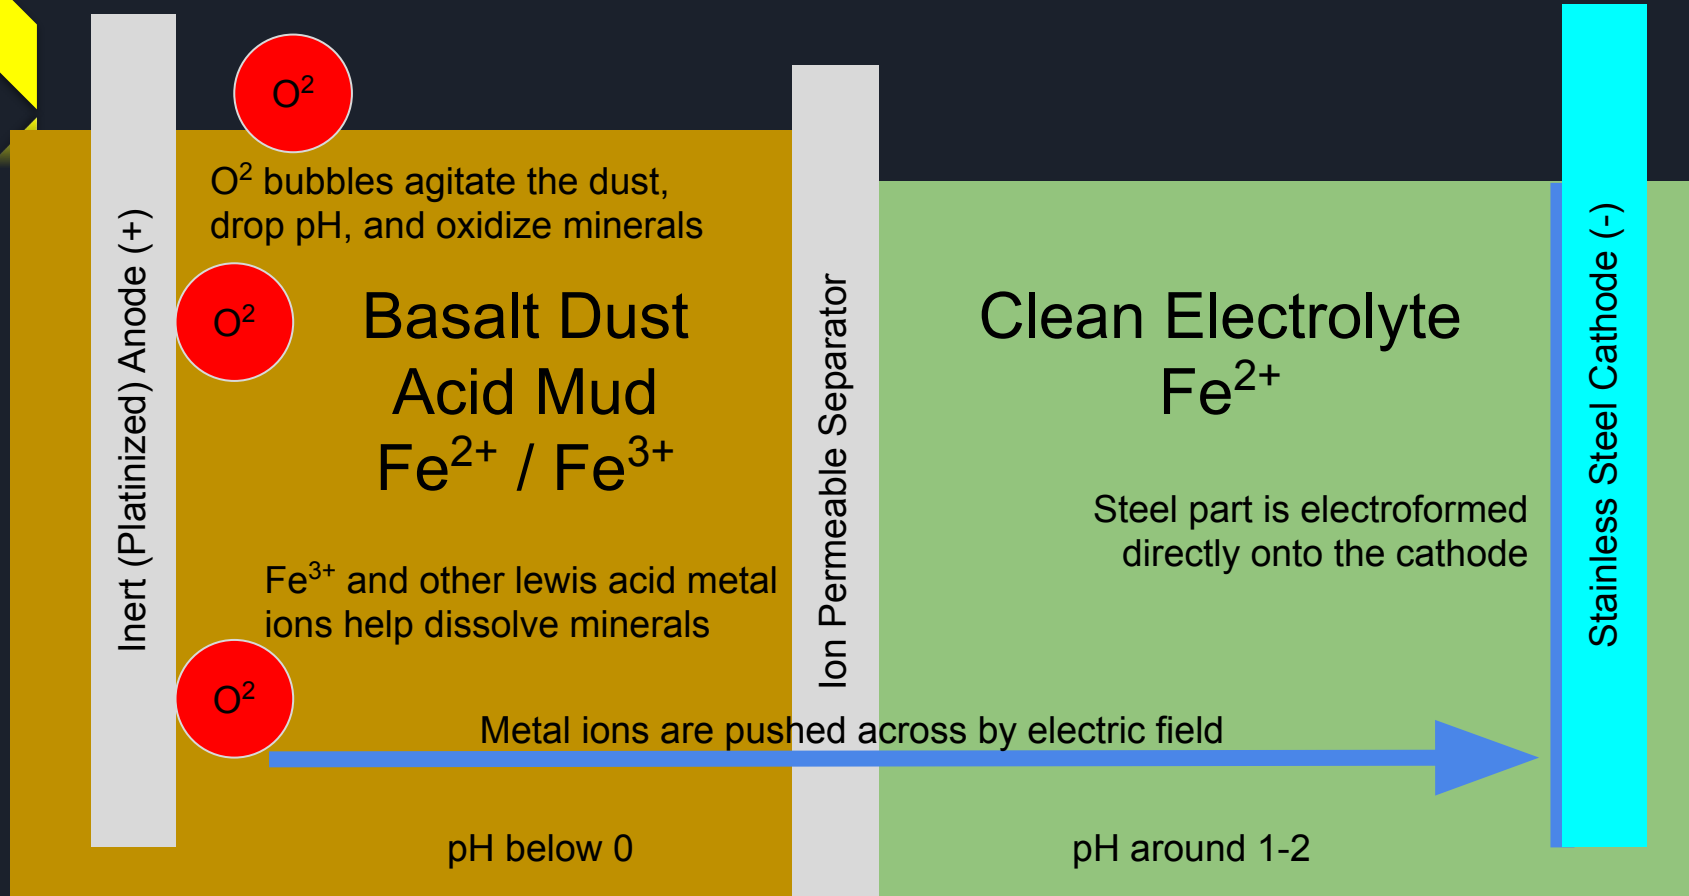 O²
O² bubbles agitate the dust,
drop pH, and oxidize minerals
Inert (Platinized) Anode (+)
O²
Basalt Dust
Acid Mud
Fe²⁺ / Fe³⁺
Fe³⁺ and other lewis acid metal
ions help dissolve minerals
O²
Ion Permeable Separator
Clean Electrolyte
Fe²⁺
Steel part is electroformed
directly onto the cathode
Stainless Steel Cathode (-)
Metal ions are pushed across by electric field
pH below 0
pH around 1-2